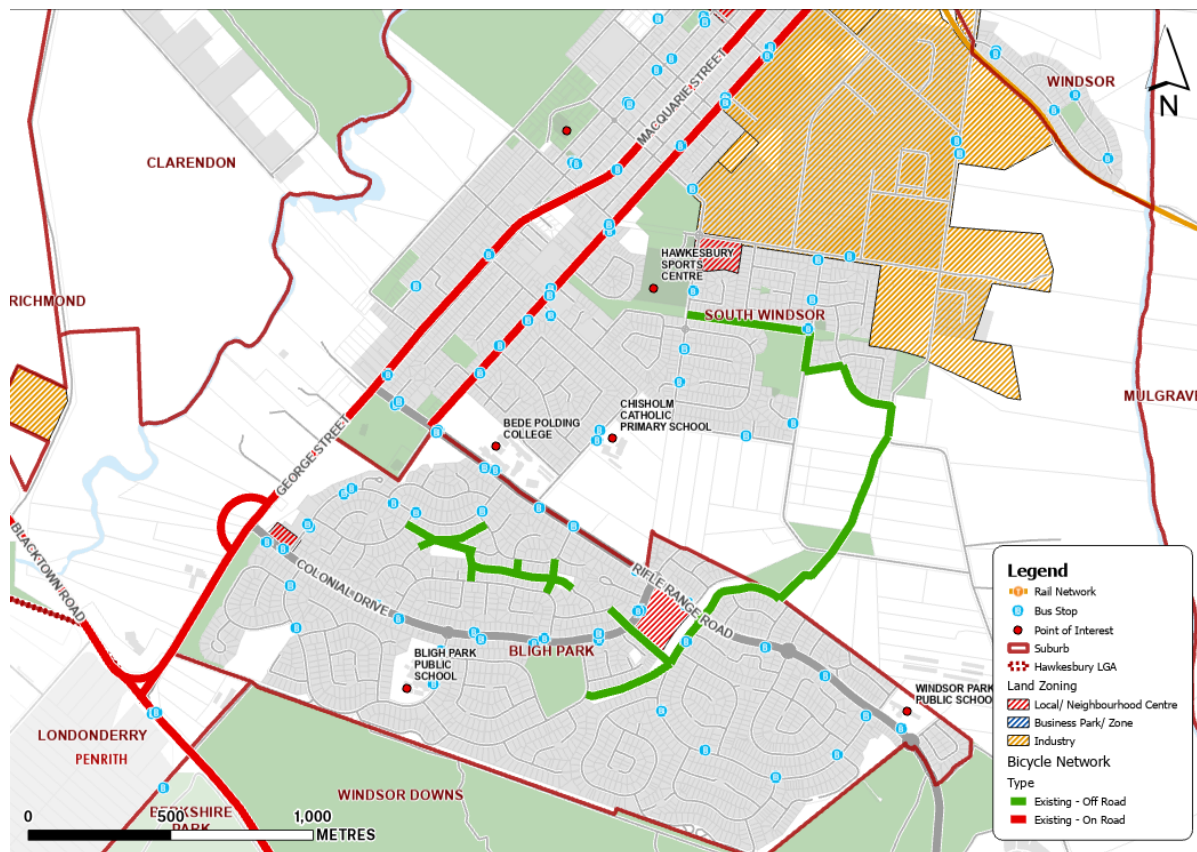 WINDSOR
N
MACQUARIE STREET
CLARENDON
HAWKESBURY
SPORTS
CENTRE
RICHMOND
SOUTH WINDSOR
MULGRAVE
CHISHOLM
CATHOLIC
PRIMARY SCHOOL
BEDE POLDING
COLLEGE
GEORGE STREET
BLACKTOWN ROAD
COLONIAL DRIVE
RIFLE RANGE ROAD
BLIGH PARK
BLIGH PARK
PUBLIC
SCHOOL
WINDSOR PARK
PUBLIC SCHOOL
LONDONDERRY
PENRITH
WINDSOR DOWNS
BERKSHIRE
PARK
0 500 1,000
METRES
Legend
Rail Network
B Bus Stop
Point of Interest
Suburb
Hawkesbury LGA
Land Zoning
Local/ Neighbourhood Centre
Business Park/ Zone
Industry
Bicycle Network
Type
Existing - Off Road
Existing - On Road